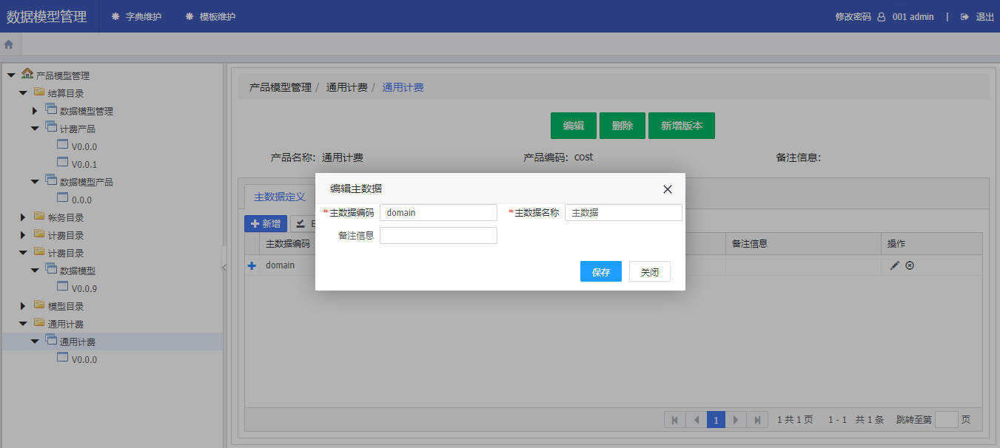 数据模型管理 字典维护 模板维护 修改密码 001 admin | 退出
产品模型管理
结算目录
数据模型管理
计费产品
V0.0.0
V0.0.1
数据模型产品
0.0.0
帐务目录
计费目录
计费目录
数据模型
V0.0.9
模型目录
通用计费
通用计费
V0.0.0
产品模型管理 / 通用计费 / 通用计费
编辑 删除 新增版本
产品名称: 通用计费 产品编码: cost 备注信息:
主数据定义
新增
主数据编码 备注信息 操作
domain
编辑主数据
*主数据编码 domain *主数据名称 主数据
备注信息
保存 关闭
1 1 共 1 页 1 - 1 共 1 条 跳转至第 页